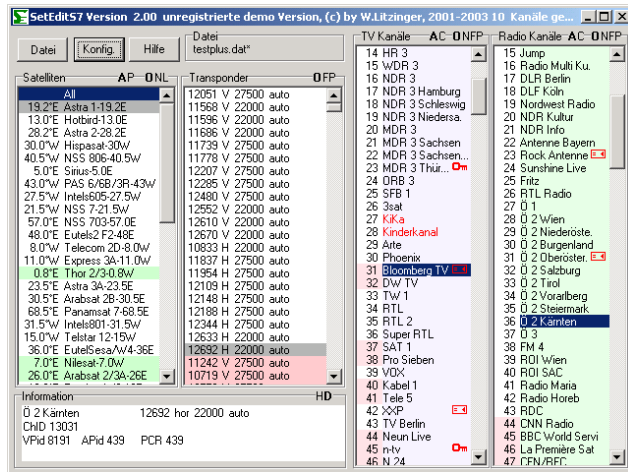 SetEditS7 Version 2.00 unregistrierte demo Version, (c) by W.Litzinger, 2001-2003 10 Kanäle ge...
Datei
Konfig.
Hilfe
Datei
testplus.dat*
Satelliten AP ONL
All
19.2°E Astra 1-19.2E
13.0°E Hotbird-13.0E
28.2°E Astra 2-28.2E
30.0°W Hispasat-30W
40.5°W NSS 806-40.5W
5.0°E Sirius-5.0E
43.0°W PAS 6/6B/3R-43W
27.5°W Intels605-27.5W
21.5°W NSS 7-21.5W
57.0°E NSS 703-57.0E
48.0°E Eutels2 F2-48E
8.0°W Telecom 2D-8.0W
11.0°W Express 3A-11.0W
0.8°E Thor 2/3-0.8W
23.5°E Astra 3A-23.5E
30.5°E Arabsat 2B-30.5E
68.5°E Panamsat 7-68.5E
31.5°W Intels801-31.5W
15.0°W Telstar 12-15W
36.0°E EutelSesa/W4-36E
7.0°E Nilesat-7.0W
26.0°E Arabsat 2/3A-26E
Transponder OFP
12051 V 27500 auto
11568 V 22000 auto
11596 V 22000 auto
11686 V 22000 auto
11739 V 27500 auto
11778 V 27500 auto
12207 V 27500 auto
12285 V 27500 auto
12480 V 27500 auto
12552 V 22000 auto
12610 V 22000 auto
12670 V 22000 auto
10833 H 22000 auto
11837 H 27500 auto
11954 H 27500 auto
12109 H 27500 auto
12148 H 27500 auto
12188 H 27500 auto
12344 H 27500 auto
12633 H 22000 auto
12692 H 22000 auto
11242 V 27500 auto
10719 V 27500 auto
TV Kanäle AC ONFP
14 HR 3
15 WDR 3
16 NDR 3
17 NDR 3 Hamburg
18 NDR 3 Schleswig
19 NDR 3 Niedersa.
20 MDR 3
21 MDR 3 Sachsen
22 MDR 3 Sachsen...
23 MDR 3 Thür...
24 ORB 3
25 SFB 1
26 3sat
27 KiKa
28 Kinderkanal
29 Arte
30 Phoenix
31 Bloomberg TV
32 DW TV
33 TW 1
34 RTL
35 RTL 2
36 Super RTL
37 SAT 1
38 Pro Sieben
39 VOX
40 Kabel 1
41 Tele 5
42 XXP
43 TV Berlin
44 Neun Live
45 n-tv
46 N 24
Radio Kanäle AC ONFP
15 Jump
16 Radio Multi Ku.
17 DLR Berlin
18 DLF Köln
19 Nordwest Radio
20 NDR Kultur
21 NDR Info
22 Antenne Bayern
23 Rock Antenne
24 Sunshine Live
25 Fritz
26 RTL Radio
27 Ö 1
28 Ö 2 Wien
29 Ö 2 Niederöste.
30 Ö 2 Burgenland
31 Ö 2 Oberöster.
32 Ö 2 Salzburg
33 Ö 2 Tirol
34 Ö 2 Vorarlberg
35 Ö 2 Steiermark
36 Ö 2 Kärnten
37 Ö 3
38 FM 4
39 ROI Wien
40 ROI SAC
41 Radio Maria
42 Radio Horeb
43 RDC
44 CNN Radio
45 BBC World Servi
46 La Première Sat
47 CFN/RFC
Information HD
Ö 2 Kärnten 12692 hor 22000 auto
ChID 13031
VPid 8191 APid 439 PCR 439